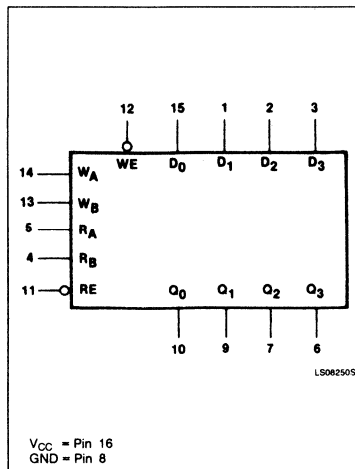 12 15 1 2 3
WE D0 D1 D2 D3
14 WA
13 WB
5 RA
4 RB
11 RE Q0 Q1 Q2 Q3
10 9 7 6
LS08250S
VCC = Pin 16
GND = Pin 8